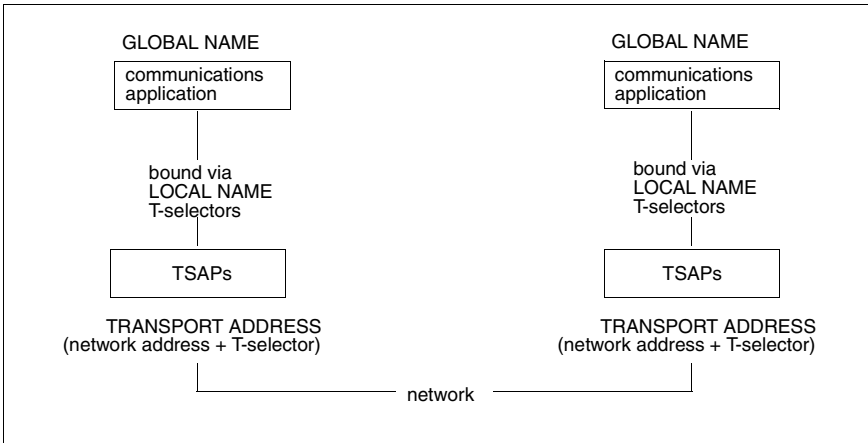 GLOBAL NAME
communications
application
bound via
LOCAL NAME
T-selectors
TSAPs
TRANSPORT ADDRESS
(network address + T-selector)
GLOBAL NAME
communications
application
bound via
LOCAL NAME
T-selectors
TSAPs
TRANSPORT ADDRESS
(network address + T-selector)
network